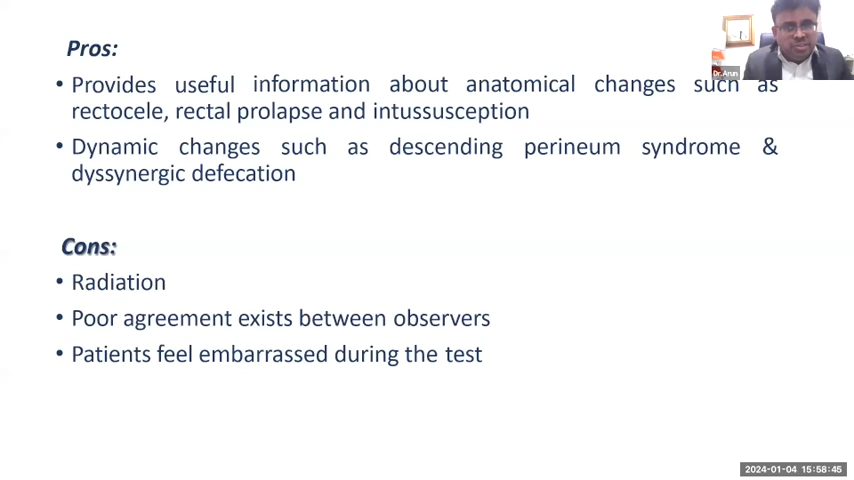 Pros:
• Provides useful information about anatomical changes such as
rectocele, rectal prolapse and intussusception
• Dynamic changes such as descending perineum syndrome &
dyssynergic defecation
Cons:
• Radiation
• Poor agreement exists between observers
• Patients feel embarrassed during the test
Dr. Arun
2024-01-04 15:58:45